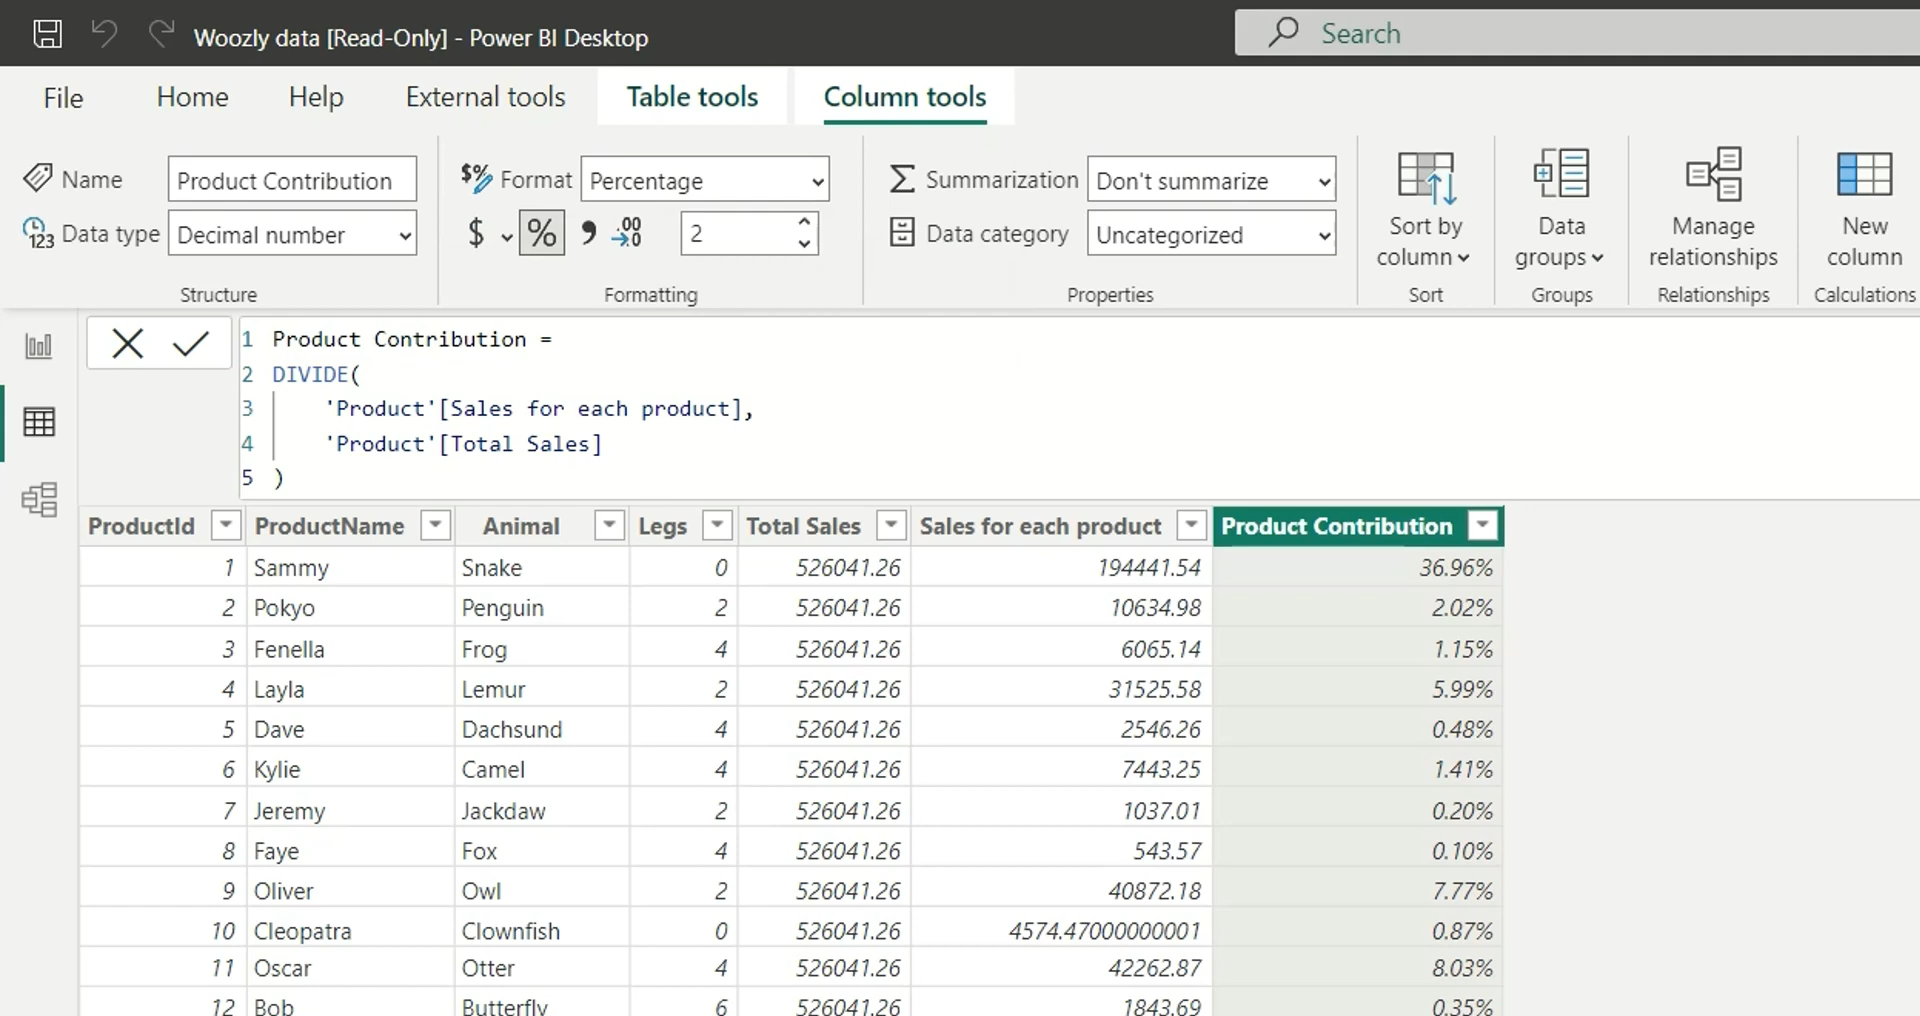 Woozly data [Read-Only] - Power BI Desktop
Search
File Home Help External tools Table tools Column tools
Name Product Contribution
Data type Decimal number
Structure
Format Percentage
$ % 9 .00 →0 2
Formatting
Summarization Don't summarize
Data category Uncategorized
Properties
Sort by
column
Sort
Data
groups
Groups
Manage
relationships
Relationships
New
column
Calculations
1 Product Contribution =
2 DIVIDE(
3 'Product'[Sales for each product],
4 'Product'[Total Sales]
5 )
ProductId ProductName Animal Legs Total Sales Sales for each product Product Contribution
1 Sammy Snake 0 526041.26 194441.54 36.96%
2 Pokyo Penguin 2 526041.26 10634.98 2.02%
3 Fenella Frog 4 526041.26 6065.14 1.15%
4 Layla Lemur 2 526041.26 31525.58 5.99%
5 Dave Dachsund 4 526041.26 2546.26 0.48%
6 Kylie Camel 4 526041.26 7443.25 1.41%
7 Jeremy Jackdaw 2 526041.26 1037.01 0.20%
8 Faye Fox 4 526041.26 543.57 0.10%
9 Oliver Owl 2 526041.26 40872.18 7.77%
10 Cleopatra Clownfish 0 526041.26 4574.47000000001 0.87%
11 Oscar Otter 4 526041.26 42262.87 8.03%
12 Bob Butterfly 6 526041.26 1843.69 0.35%